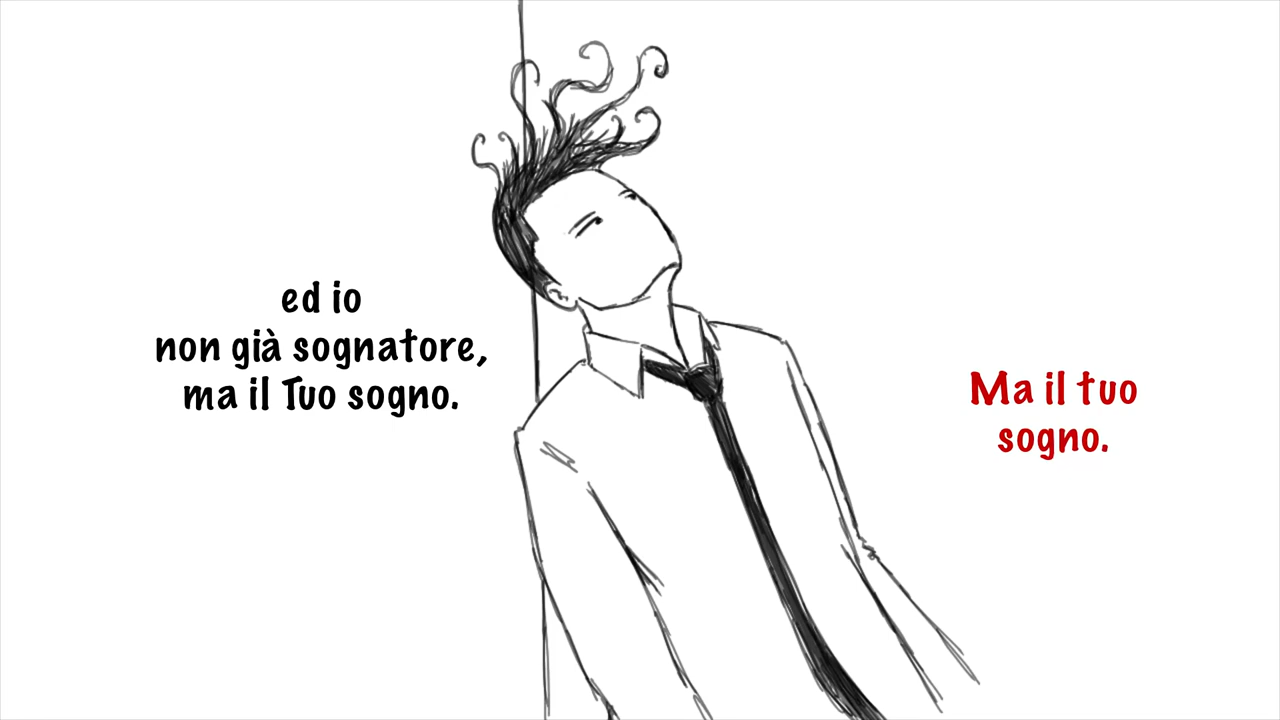 ed io
non già sognatore,
ma il Tuo sogno.
Ma il tuo
sogno.